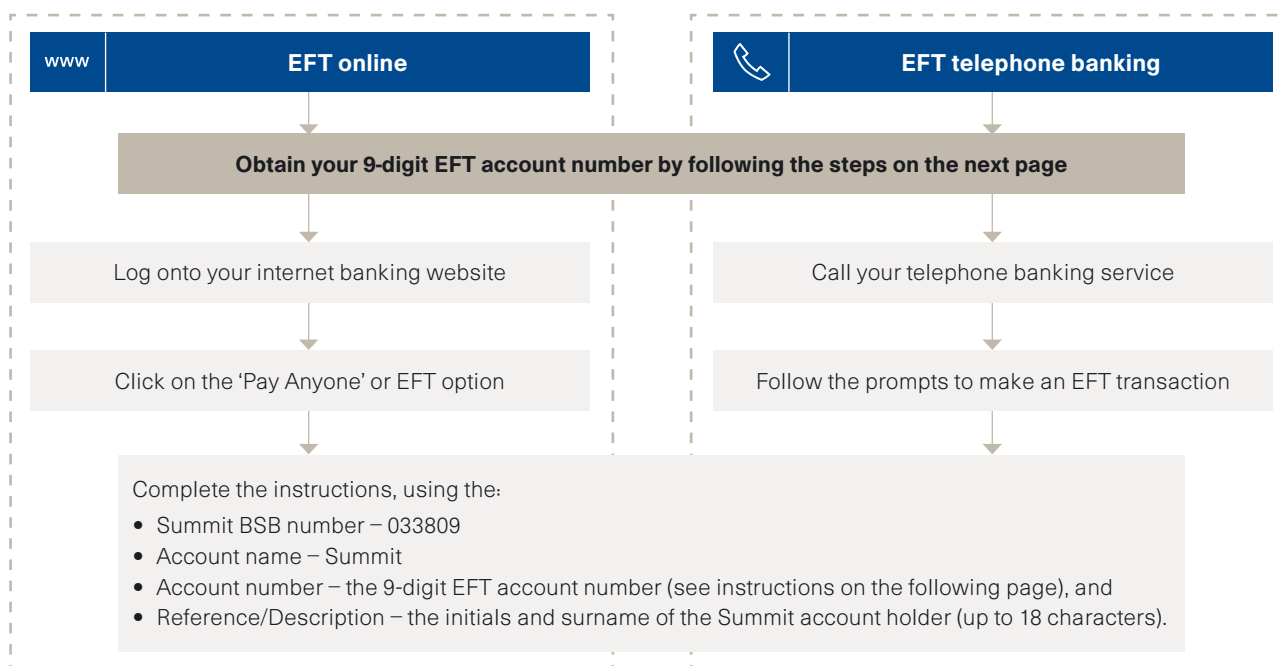 www
EFT online
EFT telephone banking
Obtain your 9-digit EFT account number by following the steps on the next page
Log onto your internet banking website
Call your telephone banking service
Click on the ‘Pay Anyone’ or EFT option
Follow the prompts to make an EFT transaction
Complete the instructions, using the:
• Summit BSB number – 033809
• Account name – Summit
• Account number – the 9-digit EFT account number (see instructions on the following page), and
• Reference/Description – the initials and surname of the Summit account holder (up to 18 characters).